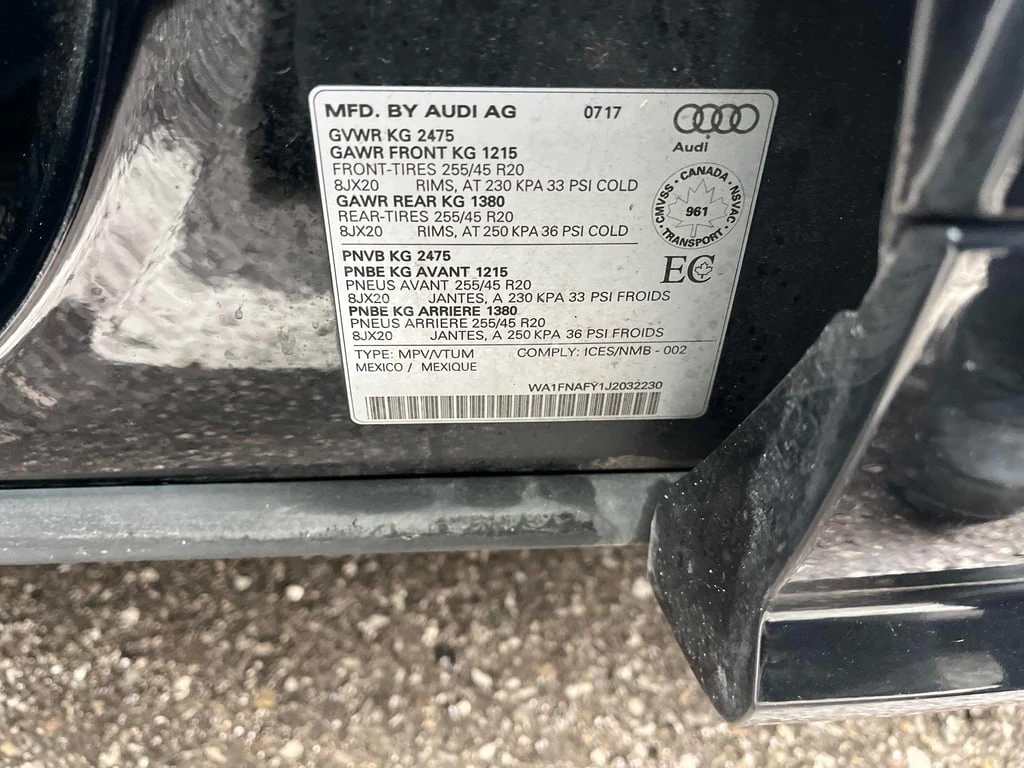 MFD. BY AUDI AG 0717
Audi
GVWR KG 2475
GAWR FRONT KG 1215
FRONT-TIRES 255/45 R20
8JX20 RIMS, AT 230 KPA 33 PSI COLD
GAWR REAR KG 1380
REAR-TIRES 255/45 R20
8JX20 RIMS, AT 250 KPA 36 PSI COLD
CMVSS · CANADA · NSVAC · TRANSPORT ·
961
EC
PNVB KG 2475
PNBE KG AVANT 1215
PNEUS AVANT 255/45 R20
8JX20 JANTES, A 230 KPA 33 PSI FROIDS
PNBE KG ARRIERE 1380
PNEUS ARRIERE 255/45 R20
8JX20 JANTES, A 250 KPA 36 PSI FROIDS
TYPE: MPV/VTUM COMPLY: ICES/NMB - 002
MEXICO / MEXIQUE
WA1FNAFY1J2032230